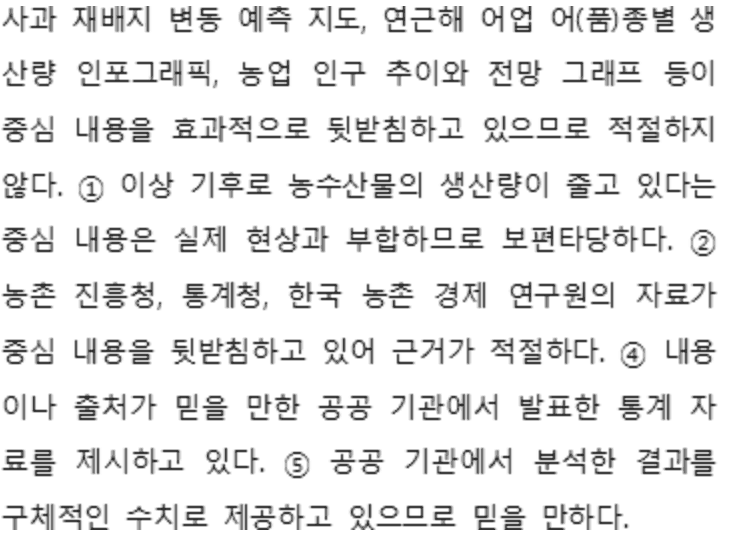 사과 재배지 변동 예측 지도, 연근해 어업 어(품)종별 생
산량 인포그래픽, 농업 인구 추이와 전망 그래프 등이
중심 내용을 효과적으로 뒷받침하고 있으므로 적절하지
않다. ① 이상 기후로 농수산물의 생산량이 줄고 있다는
중심 내용은 실제 현상과 부합하므로 보편타당하다. ②
농촌 진흥청, 통계청, 한국 농촌 경제 연구원의 자료가
중심 내용을 뒷받침하고 있어 근거가 적절하다. ④ 내용
이나 출처가 믿을 만한 공공 기관에서 발표한 통계 자
료를 제시하고 있다. ⑤ 공공 기관에서 분석한 결과를
구체적인 수치로 제공하고 있으므로 믿을 만하다.